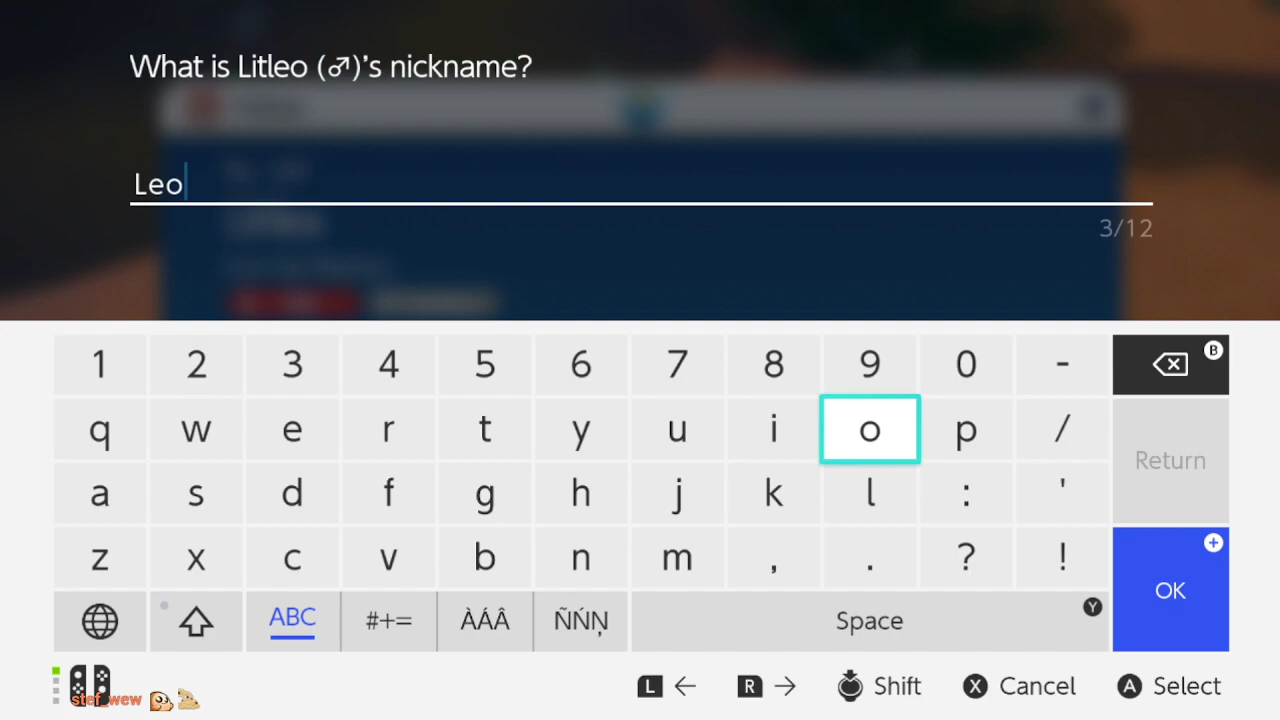 What is Litleo (♂)'s nickname?
Leo
3/12
1 2 3 4 5 6 7 8 9 0 - B
q w e r t y u i o p / Return
a s d f g h j k l : '
z x c v b n m , . ? ! + OK
ABC #+= ÀÁÂ ÑŃŅ Space Y
stef_wew L ← R → Shift X Cancel A Select